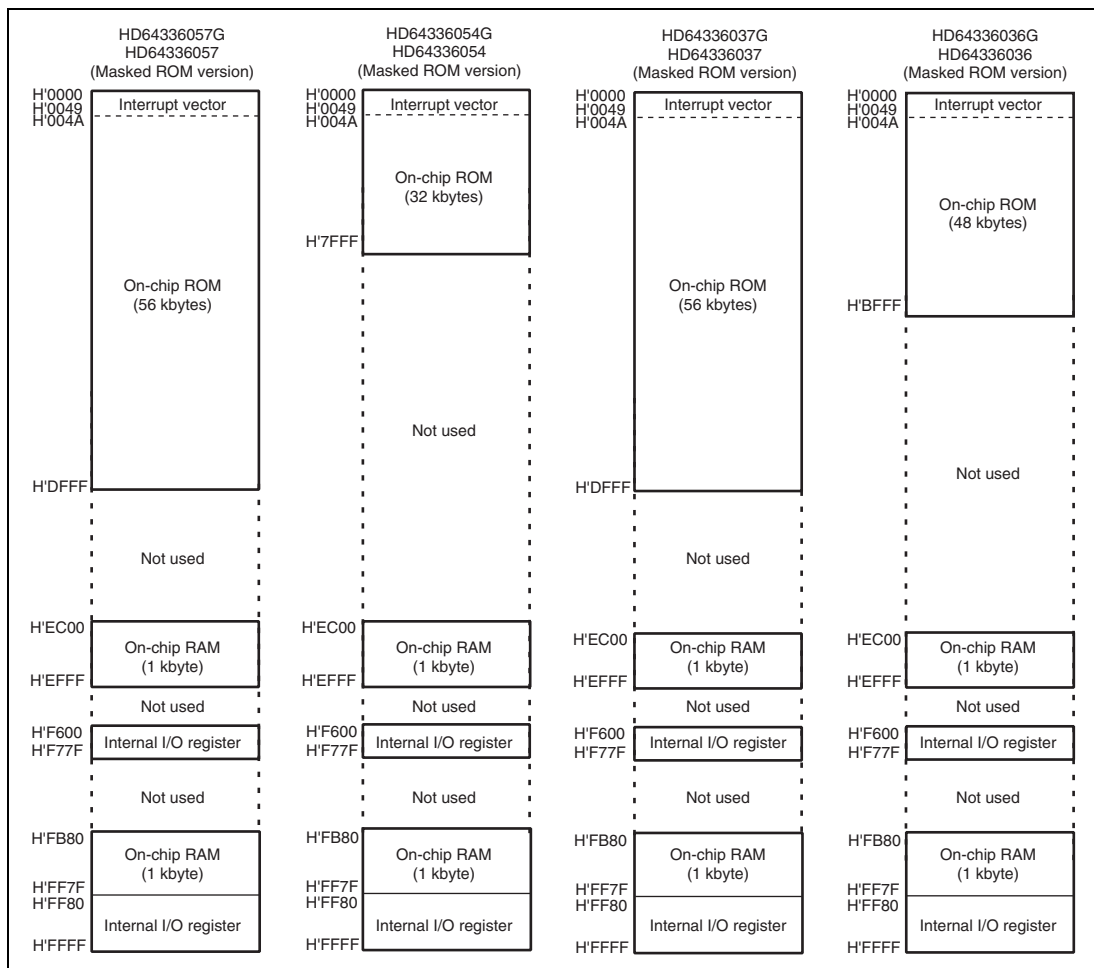 HD64336057G
HD64336057
(Masked ROM version)
H'0000
H'0049
H'004A
Interrupt vector
On-chip ROM
(56 kbytes)
H'DFFF
Not used
H'EC00
On-chip RAM
(1 kbyte)
H'EFFF
Not used
H'F600
H'F77F
Internal I/O register
Not used
H'FB80
On-chip RAM
(1 kbyte)
H'FF7F
H'FF80
Internal I/O register
H'FFFF
HD64336054G
HD64336054
(Masked ROM version)
H'0000
H'0049
H'004A
Interrupt vector
On-chip ROM
(32 kbytes)
H'7FFF
Not used
H'EC00
On-chip RAM
(1 kbyte)
H'EFFF
Not used
H'F600
H'F77F
Internal I/O register
Not used
H'FB80
On-chip RAM
(1 kbyte)
H'FF7F
H'FF80
Internal I/O register
H'FFFF
HD64336037G
HD64336037
(Masked ROM version)
H'0000
H'0049
H'004A
Interrupt vector
On-chip ROM
(56 kbytes)
H'DFFF
Not used
H'EC00
On-chip RAM
(1 kbyte)
H'EFFF
Not used
H'F600
H'F77F
Internal I/O register
Not used
H'FB80
On-chip RAM
(1 kbyte)
H'FF7F
H'FF80
Internal I/O register
H'FFFF
HD64336036G
HD64336036
(Masked ROM version)
H'0000
H'0049
H'004A
Interrupt vector
On-chip ROM
(48 kbytes)
H'BFFF
Not used
H'EC00
On-chip RAM
(1 kbyte)
H'EFFF
Not used
H'F600
H'F77F
Internal I/O register
Not used
H'FB80
On-chip RAM
(1 kbyte)
H'FF7F
H'FF80
Internal I/O register
H'FFFF